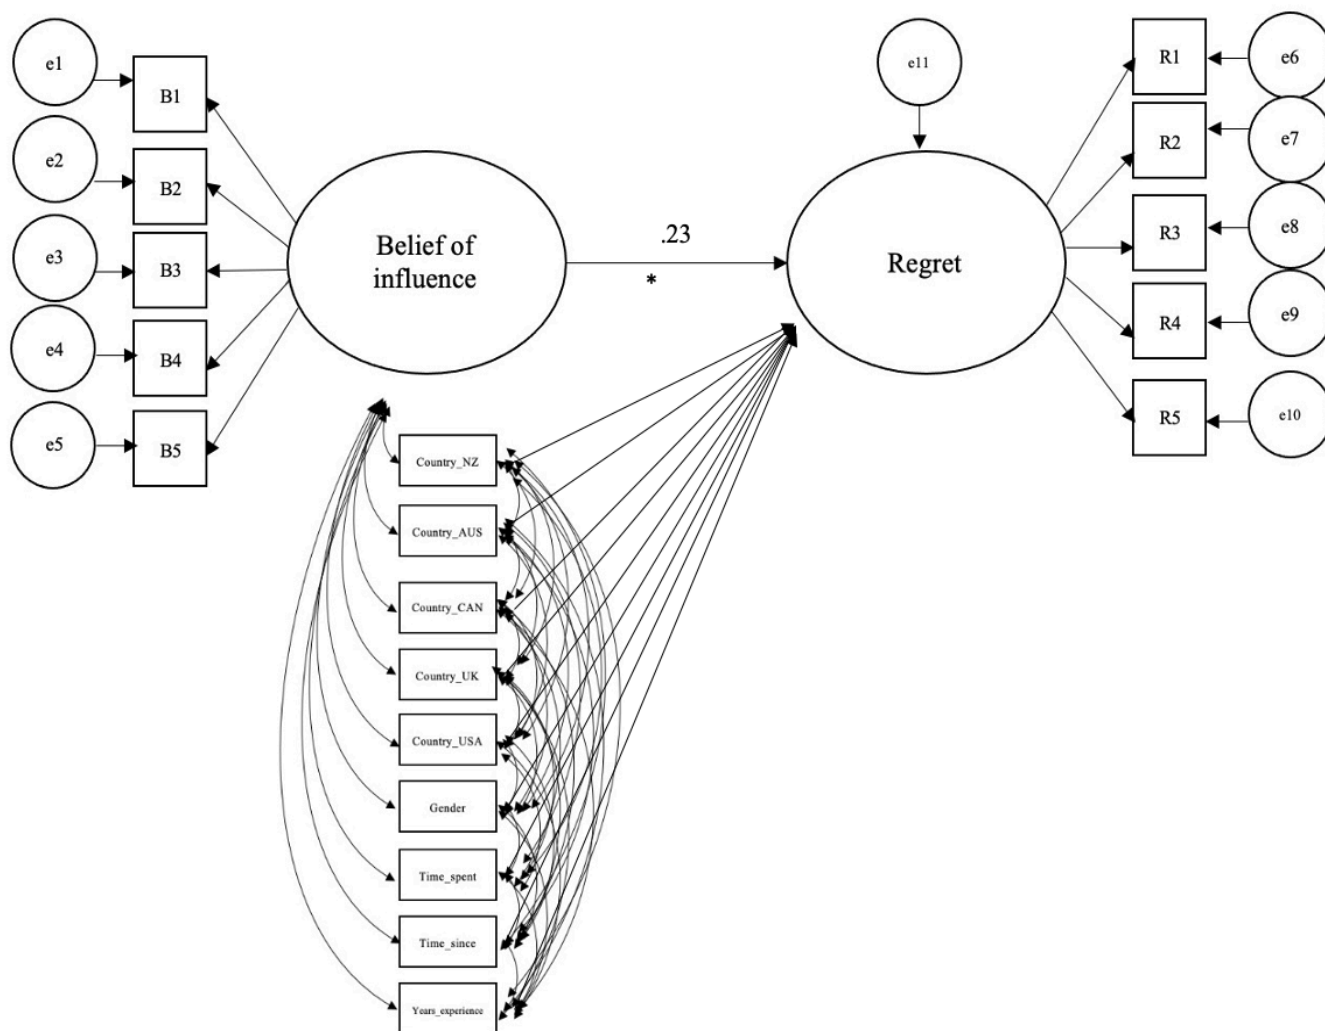 e1
B1
e2
B2
e3
B3
e4
B4
e5
B5
Belief of
influence
.23
*
e11
Regret
R1
e6
R2
e7
R3
e8
R4
e9
R5
e10
Country_NZ
Country_AUS
Country_CAN
Country_UK
Country_USA
Gender
Time_spent
Time_since
Years_experience